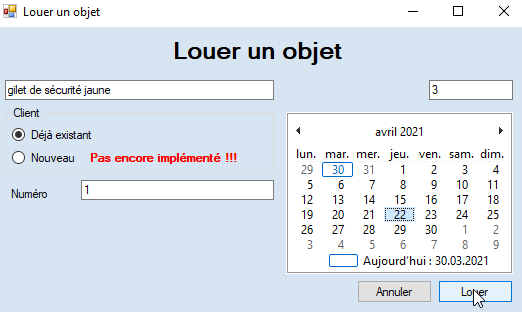 Louer un objet
Louer un objet
gilet de sécurité jaune 3
Client
Déjà existant
Nouveau Pas encore implémenté !!!
Numéro 1
avril 2021
lun. mar. mer. jeu. ven. sam. dim.
29 30 31 1 2 3 4
5 6 7 8 9 10 11
12 13 14 15 16 17 18
19 20 21 22 23 24 25
26 27 28 29 30 1 2
3 4 5 6 7 8 9
Aujourd'hui : 30.03.2021
Annuler Louer